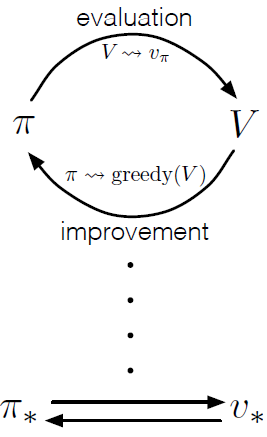 evaluation
V ⇝ v_π
π V
π ⇝ greedy(V)
improvement
π_* v_*